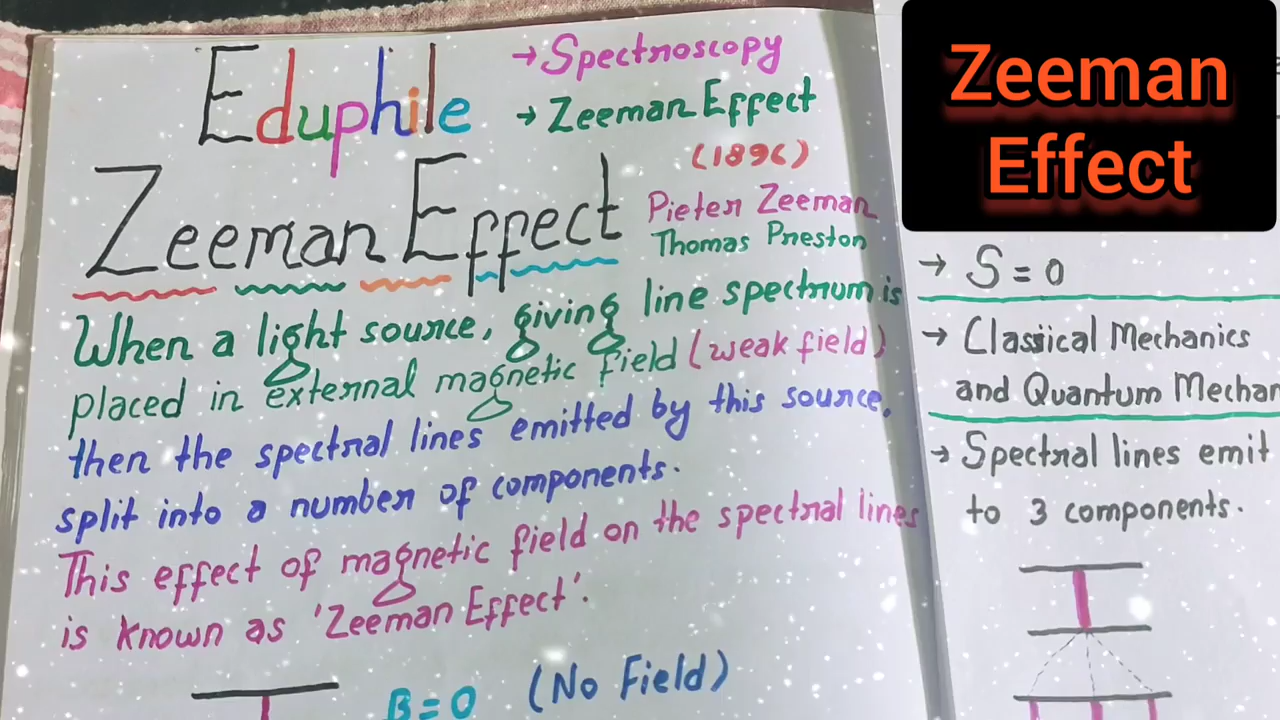 Eduphile
→ Spectroscopy
→ Zeeman Effect
(1896)
Zeeman Effect
Pieter Zeeman
Thomas Preston
When a light source, giving line spectrum is
placed in external magnetic field (weak field)
then the spectral lines emitted by this source,
split into a number of components.
This effect of magnetic field on the spectral lines
is known as 'Zeeman Effect'.
B=0 (No Field)
Zeeman
Effect
→ S=0
→ Classical Mechanics
and Quantum Mechan
→ Spectral lines emit
to 3 components.